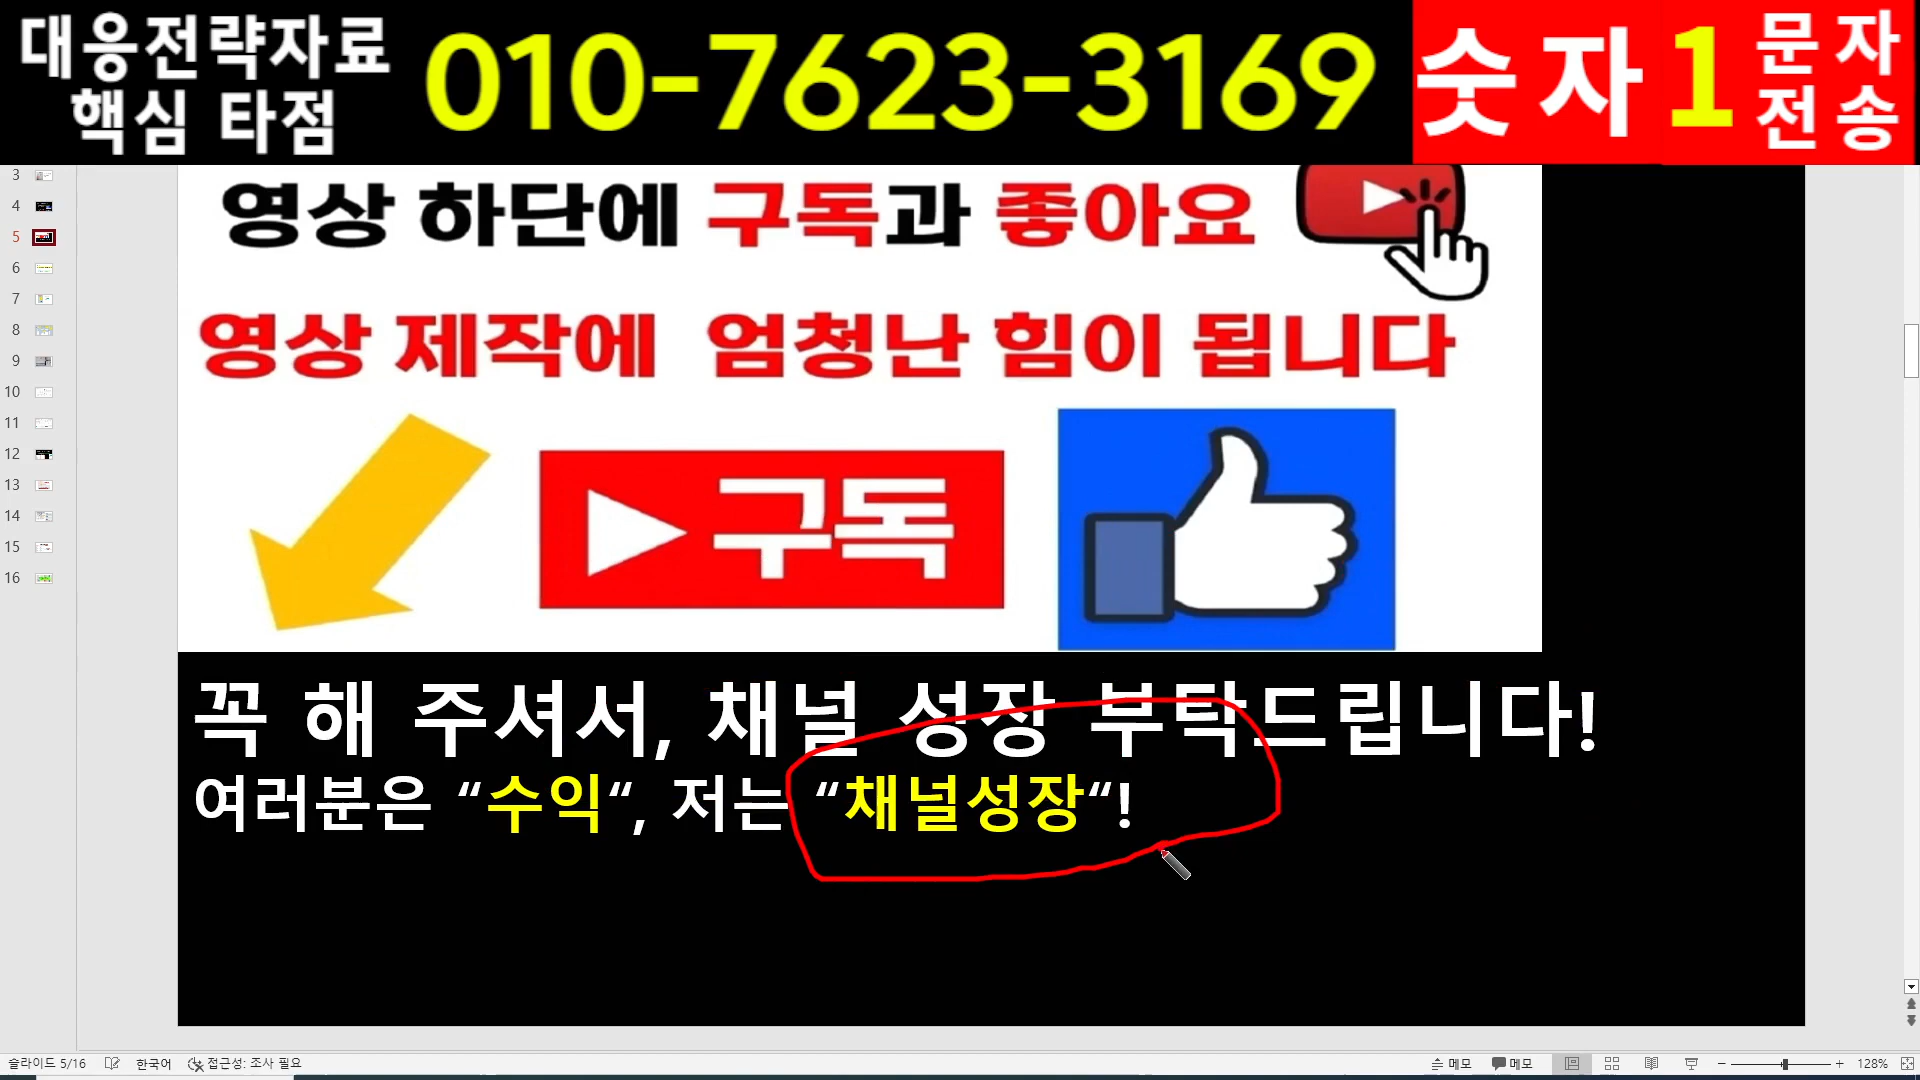 대응전략자료
핵심 타점
010-7623-3169
숫자1
문자
전송
영상 하단에 구독과 좋아요
영상 제작에 엄청난 힘이 됩니다
구독
꼭 해 주셔서, 채널 성장 부탁드립니다!
여러분은 “수익“, 저는 “채널성장“!
3
4
5
6
7
8
9
10
11
12
13
14
15
16
슬라이드 5/16 한국어 접근성: 조사 필요 메모 메모 128%